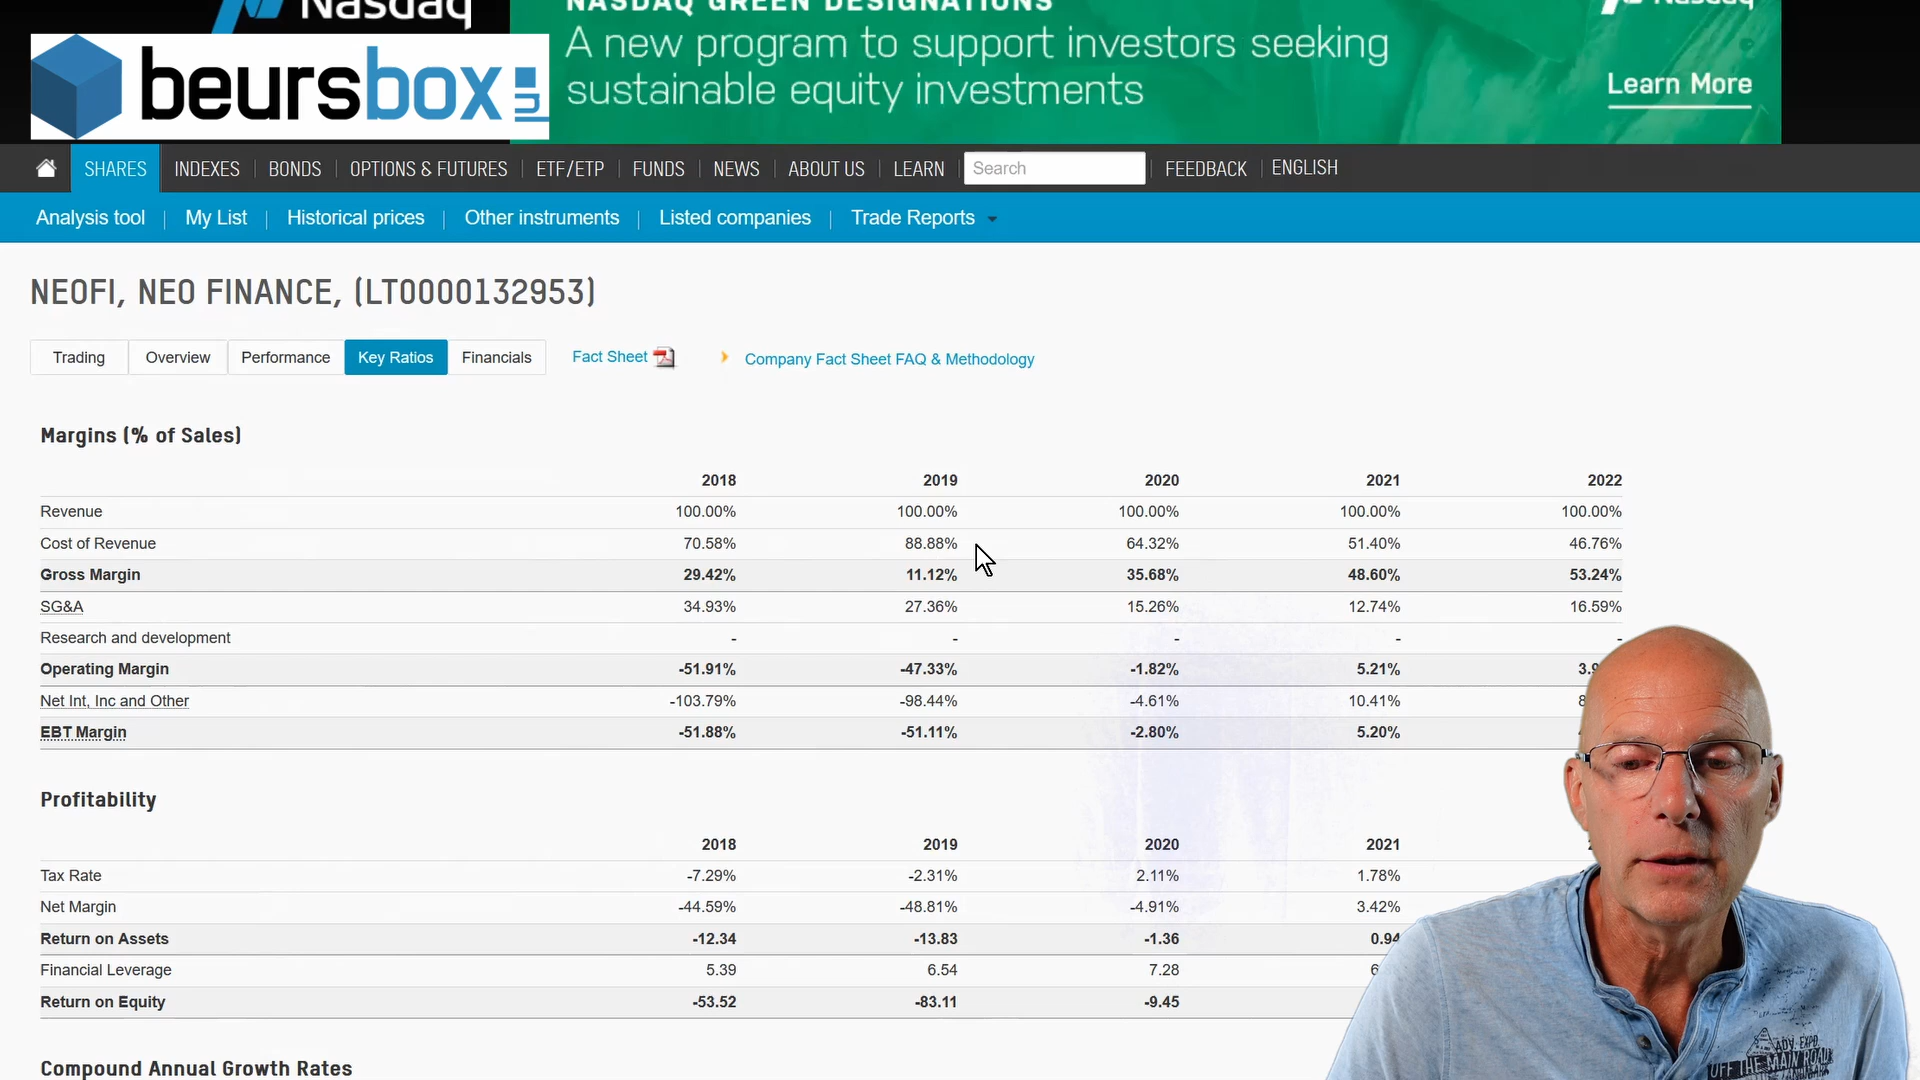 Nasdaq
NASDAQ GREEN DESIGNATIONS
A new program to support investors seeking
sustainable equity investments
Learn More
Nasdaq
beursbox.nl
SHARES INDEXES BONDS OPTIONS & FUTURES ETF/ETP FUNDS NEWS ABOUT US LEARN Search FEEDBACK ENGLISH
Analysis tool My List Historical prices Other instruments Listed companies Trade Reports
NEOFI, NEO FINANCE, (LT0000132953)
Trading Overview Performance Key Ratios Financials Fact Sheet Company Fact Sheet FAQ & Methodology
Margins (% of Sales)
2018 2019 2020 2021 2022
Revenue 100.00% 100.00% 100.00% 100.00% 100.00%
Cost of Revenue 70.58% 88.88% 64.32% 51.40% 46.76%
Gross Margin 29.42% 11.12% 35.68% 48.60% 53.24%
SG&A 34.93% 27.36% 15.26% 12.74% 16.59%
Research and development - - - - -
Operating Margin -51.91% -47.33% -1.82% 5.21%
Net Int, Inc and Other -103.79% -98.44% -4.61% 10.41%
EBT Margin -51.88% -51.11% -2.80% 5.20%
Profitability
2018 2019 2020 2021
Tax Rate -7.29% -2.31% 2.11% 1.78%
Net Margin -44.59% -48.81% -4.91% 3.42%
Return on Assets -12.34 -13.83 -1.36 0.94
Financial Leverage 5.39 6.54 7.28
Return on Equity -53.52 -83.11 -9.45
Compound Annual Growth Rates
ADV. EXPD.
OFF THE MAIN ROAD